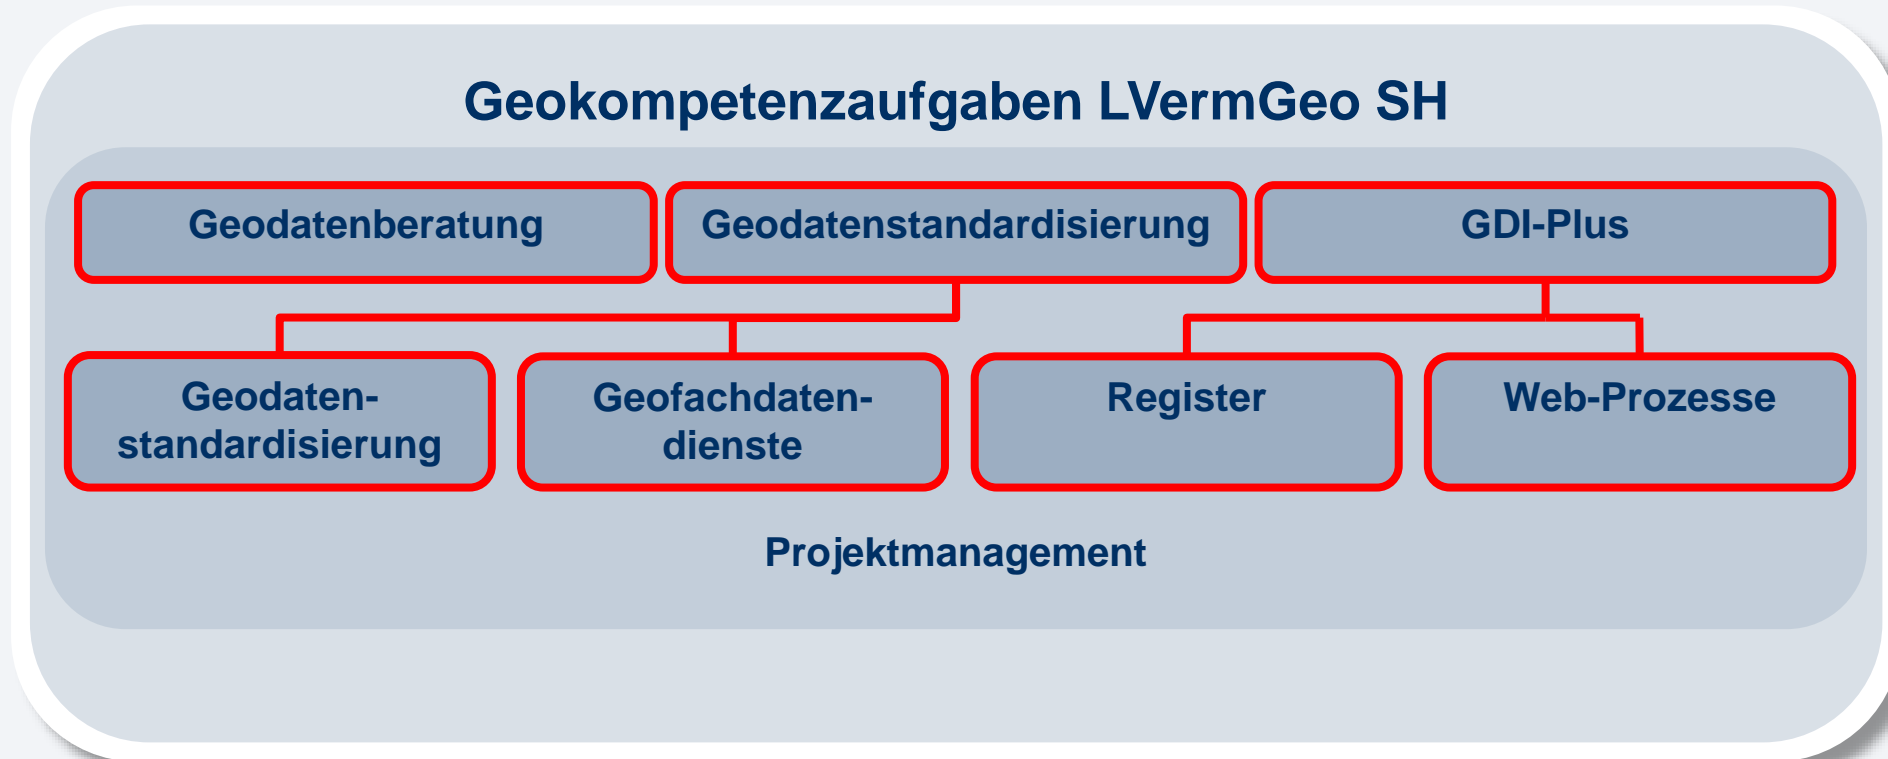 Geokompetenzaufgaben LVermGeo SH
Geodatenberatung
Geodatenstandardisierung
GDI-Plus
Geodaten-
standardisierung
Geofachdaten-
dienste
Register
Web-Prozesse
Projektmanagement